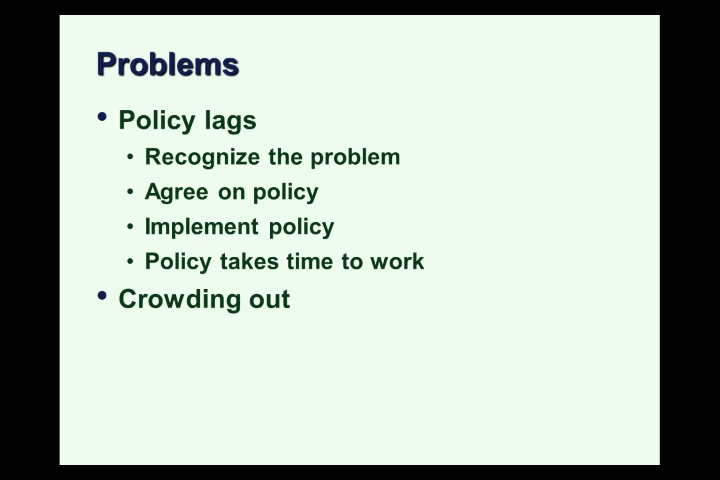 Problems
• Policy lags
• Recognize the problem
• Agree on policy
• Implement policy
• Policy takes time to work
• Crowding out